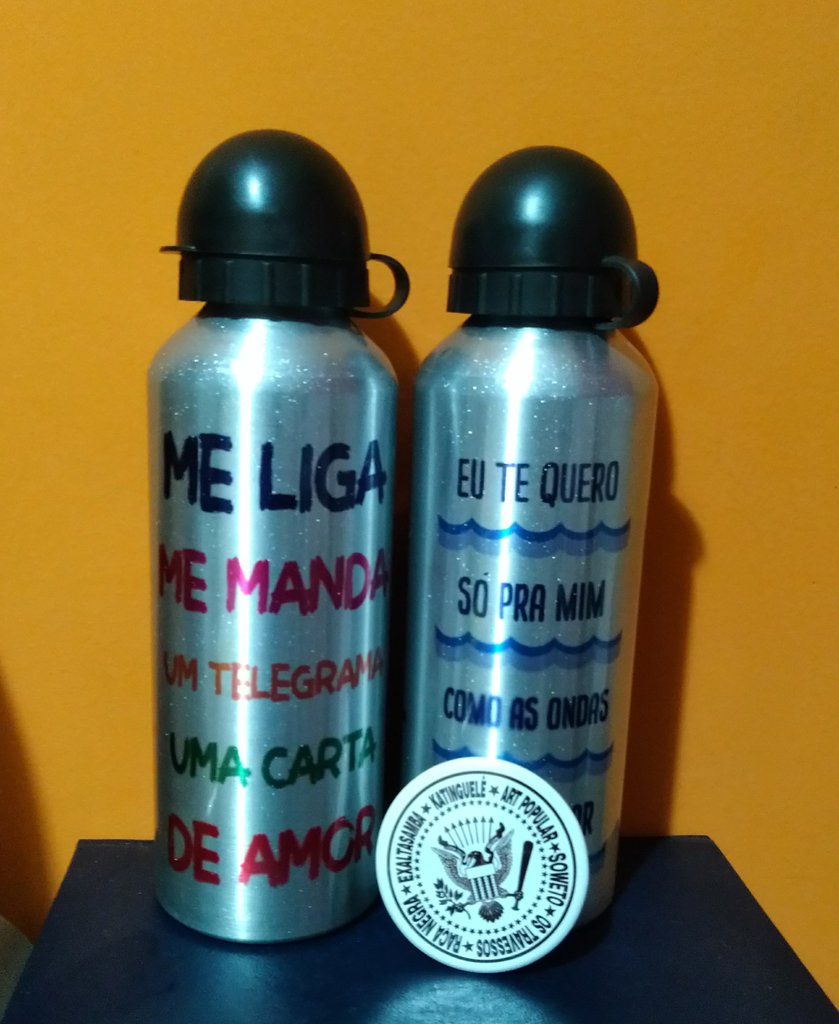 ME LIGA
ME MANDA
UM TELEGRAMA
UMA CARTA
DE AMOR
EU TE QUERO
SÓ PRA MIM
COMO AS ONDAS
RAÇA NEGRA ★ EXALTASAMBA ★ KATINGUELÊ ★ ART POPULAR ★ SOWETO ★ OS TRAVESSOS ★